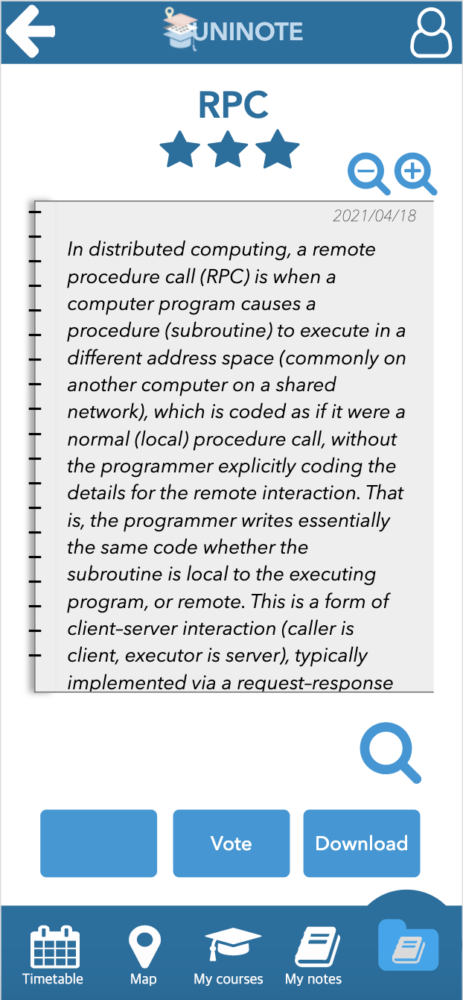 UNINOTE
RPC
2021/04/18
In distributed computing, a remote
procedure call (RPC) is when a
computer program causes a
procedure (subroutine) to execute in a
different address space (commonly on
another computer on a shared
network), which is coded as if it were a
normal (local) procedure call, without
the programmer explicitly coding the
details for the remote interaction. That
is, the programmer writes essentially
the same code whether the
subroutine is local to the executing
program, or remote. This is a form of
client–server interaction (caller is
client, executor is server), typically
implemented via a request–response
Vote
Download
Timetable
Map
My courses
My notes